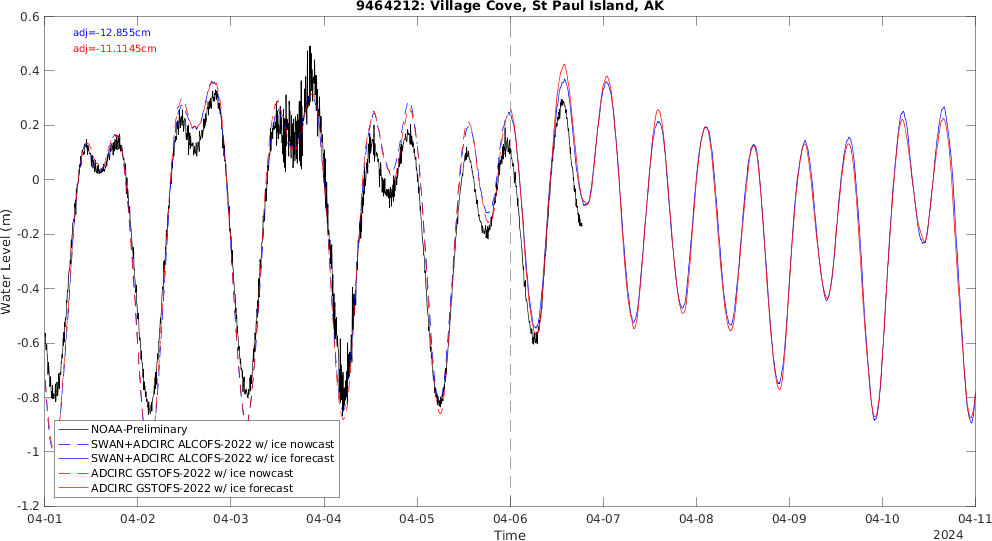 9464212: Village Cove, St Paul Island, AK
adj=-12.855cm
adj=-11.1145cm
0.6
0.4
0.2
0
-0.2
-0.4
-0.6
-0.8
-1
-1.2
Water Level (m)
NOAA-Preliminary
SWAN+ADCIRC ALCOFS-2022 w/ ice nowcast
SWAN+ADCIRC ALCOFS-2022 w/ ice forecast
ADCIRC GSTOFS-2022 w/ ice nowcast
ADCIRC GSTOFS-2022 w/ ice forecast
04-01 04-02 04-03 04-04 04-05 04-06 04-07 04-08 04-09 04-10 04-11
Time
2024